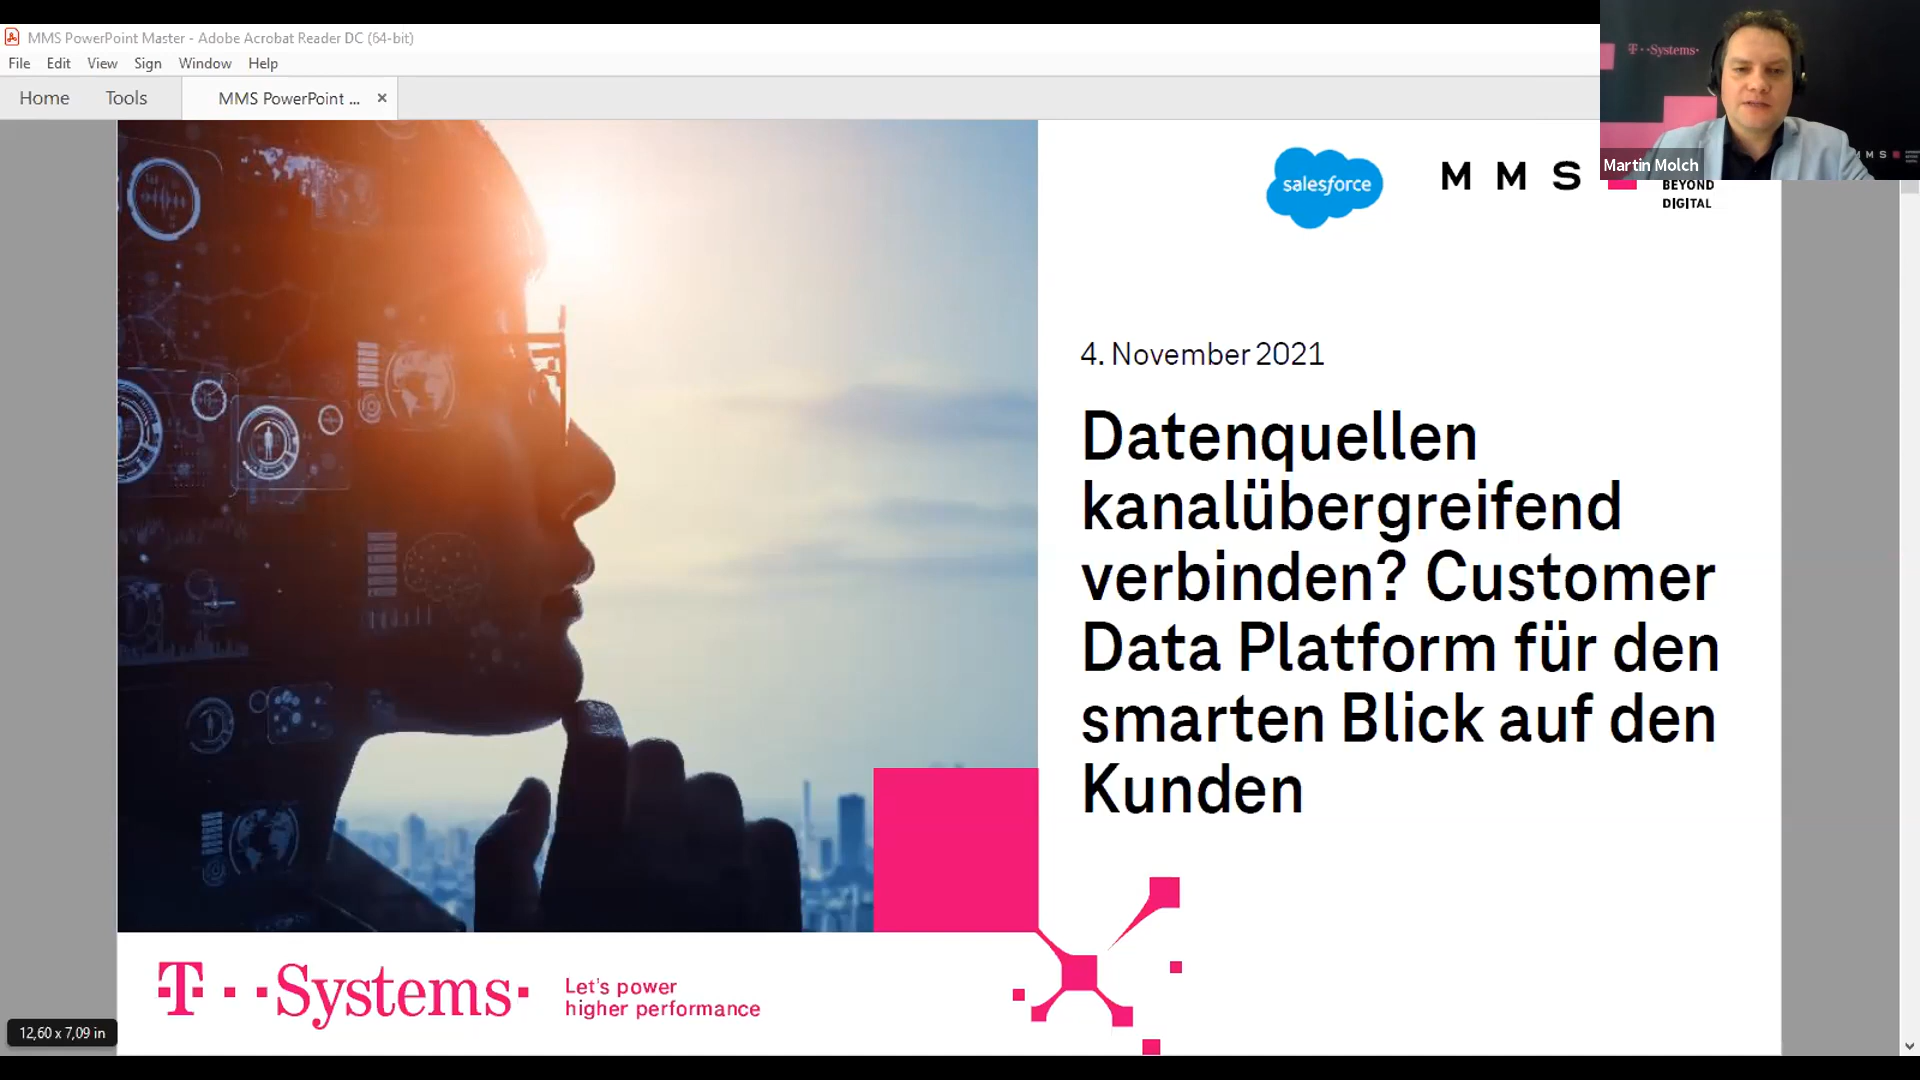 MMS PowerPoint Master - Adobe Acrobat Reader DC (64-bit)
File Edit View Sign Window Help
Home Tools MMS PowerPoint ... ×
T··Systems·
Martin Molch
MMS
salesforce
MMS
BEYOND
DIGITAL
4. November 2021
Datenquellen
kanalübergreifend
verbinden? Customer
Data Platform für den
smarten Blick auf den
Kunden
T··Systems·
Let's power
higher performance
12,60 x 7,09 in